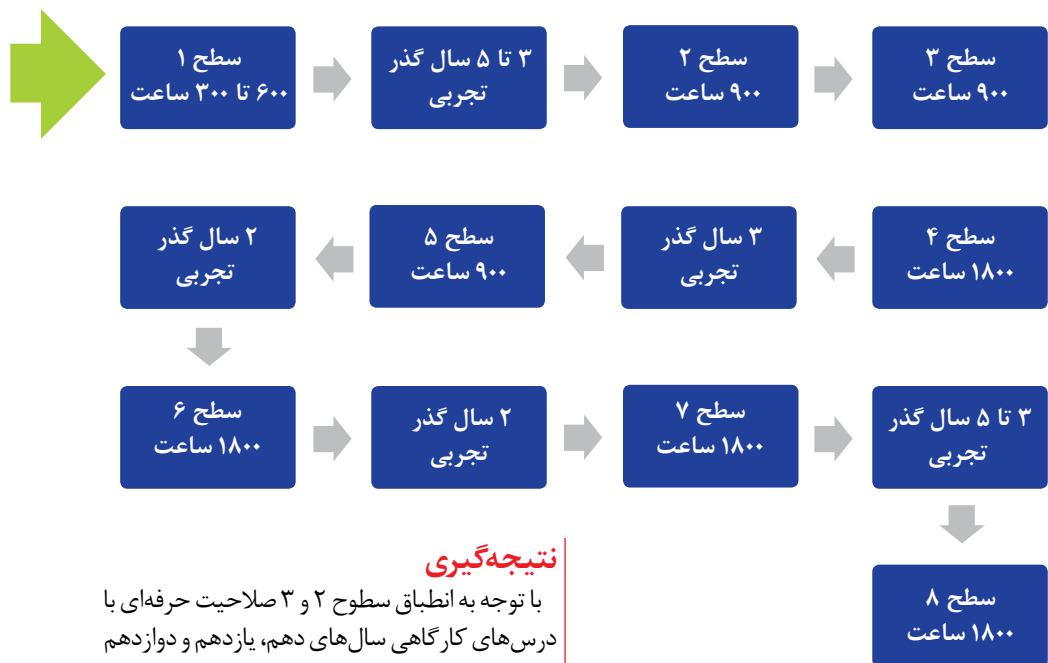 سطح ۱
۶۰۰ تا ۳۰۰ ساعت
۳ تا ۵ سال گذر
تجربی
سطح ۲
۹۰۰ ساعت
سطح ۳
۹۰۰ ساعت
سطح ۴
۱۸۰۰ ساعت
۳ سال گذر
تجربی
سطح ۵
۹۰۰ ساعت
۲ سال گذر
تجربی
سطح ۶
۱۸۰۰ ساعت
۲ سال گذر
تجربی
سطح ۷
۱۸۰۰ ساعت
۳ تا ۵ سال گذر
تجربی
سطح ۸
۱۸۰۰ ساعت
نتیجه‌گیری
با توجه به انطباق سطوح ۲ و ۳ صلاحیت حرفه‌ای با
درس‌های کارگاهی سال‌های دهم، یازدهم و دوازدهم